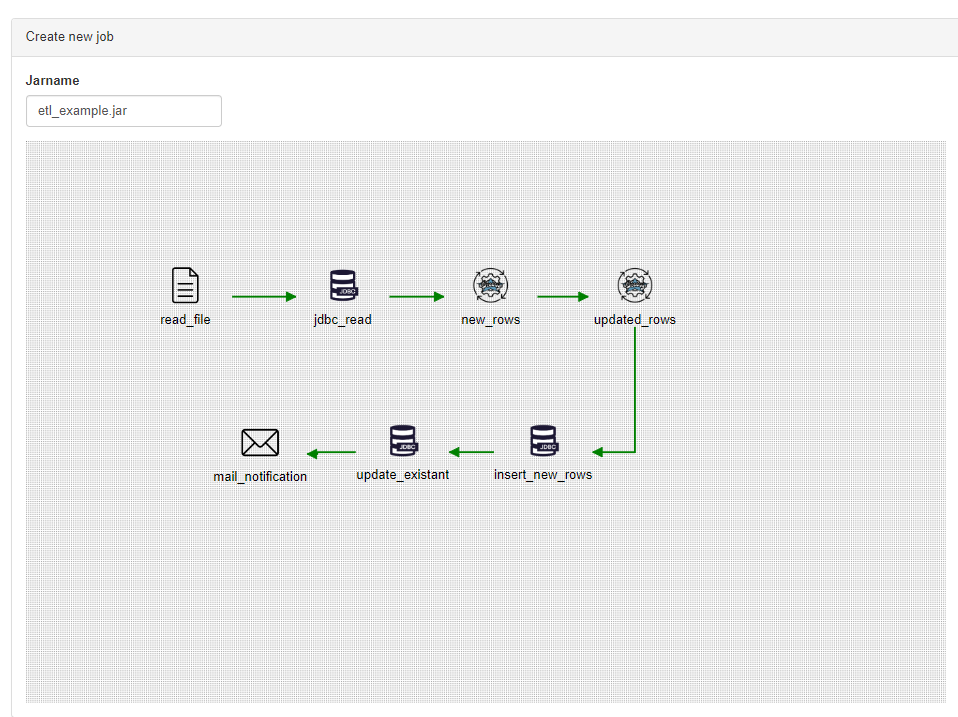 Create new job
Jarname
etl_example.jar
JDBC
read_file
jdbc_read
new_rows
updated_rows
JDBC
JDBC
mail_notification
update_existant
insert_new_rows